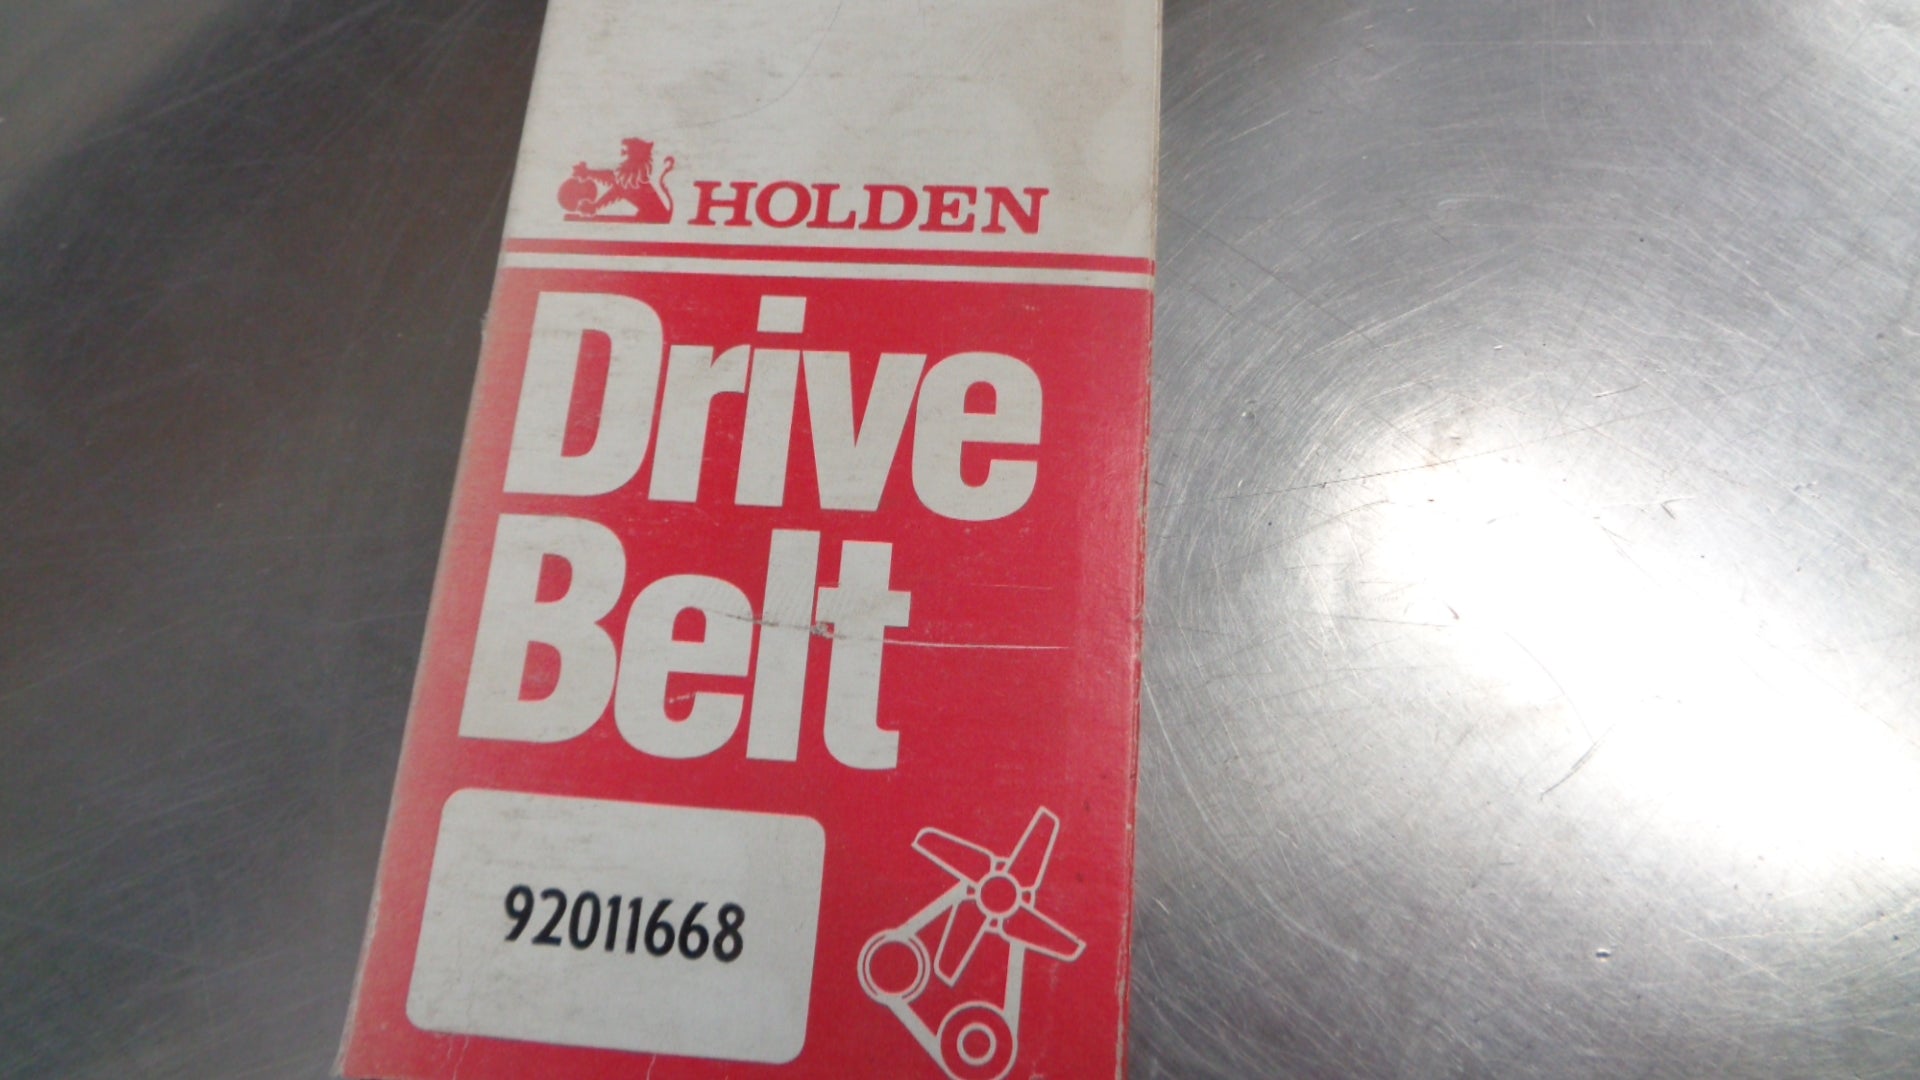 HOLDEN
Drive
Belt
92011668